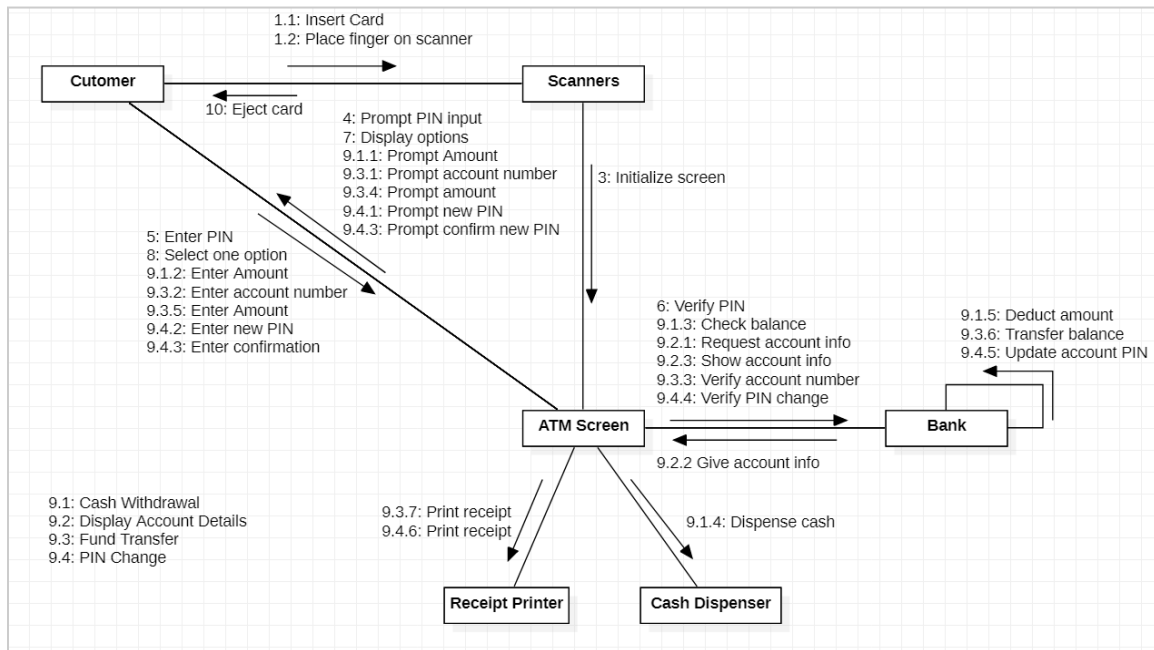 1.1: Insert Card
1.2: Place finger on scanner
Cutomer
Scanners
10: Eject card
4: Prompt PIN input
7: Display options
9.1.1: Prompt Amount
9.3.1: Prompt account number
9.3.4: Prompt amount
9.4.1: Prompt new PIN
9.4.3: Prompt confirm new PIN
3: Initialize screen
5: Enter PIN
8: Select one option
9.1.2: Enter Amount
9.3.2: Enter account number
9.3.5: Enter Amount
9.4.2: Enter new PIN
9.4.3: Enter confirmation
6: Verify PIN
9.1.3: Check balance
9.2.1: Request account info
9.2.3: Show account info
9.3.3: Verify account number
9.4.4: Verify PIN change
9.1.5: Deduct amount
9.3.6: Transfer balance
9.4.5: Update account PIN
ATM Screen
Bank
9.2.2 Give account info
9.1: Cash Withdrawal
9.2: Display Account Details
9.3: Fund Transfer
9.4: PIN Change
9.3.7: Print receipt
9.4.6: Print receipt
9.1.4: Dispense cash
Receipt Printer
Cash Dispenser